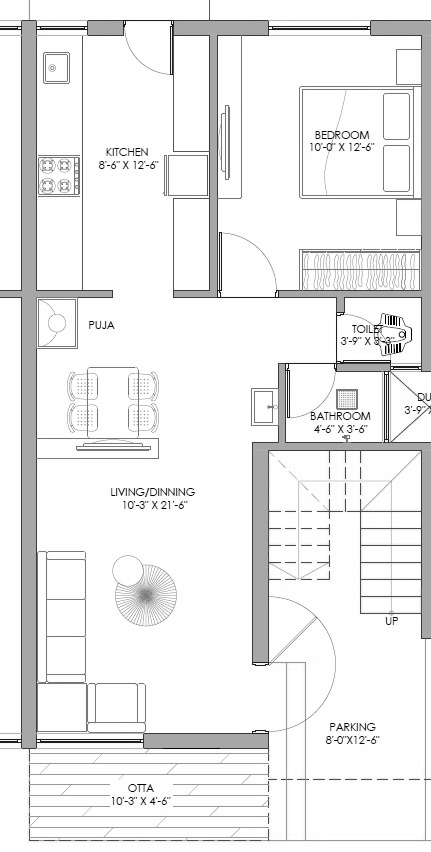 KITCHEN
8'-6" X 12'-6"
BEDROOM
10'-0" X 12'-6"
PUJA
TOILET
3'-9" X 3'-3"
DU
3'-9" X
BATHROOM
4'-6" X 3'-6"
LIVING/DINNING
10'-3" X 21'-6"
UP
PARKING
8'-0"X12'-6"
OTTA
10'-3" X 4'-6"